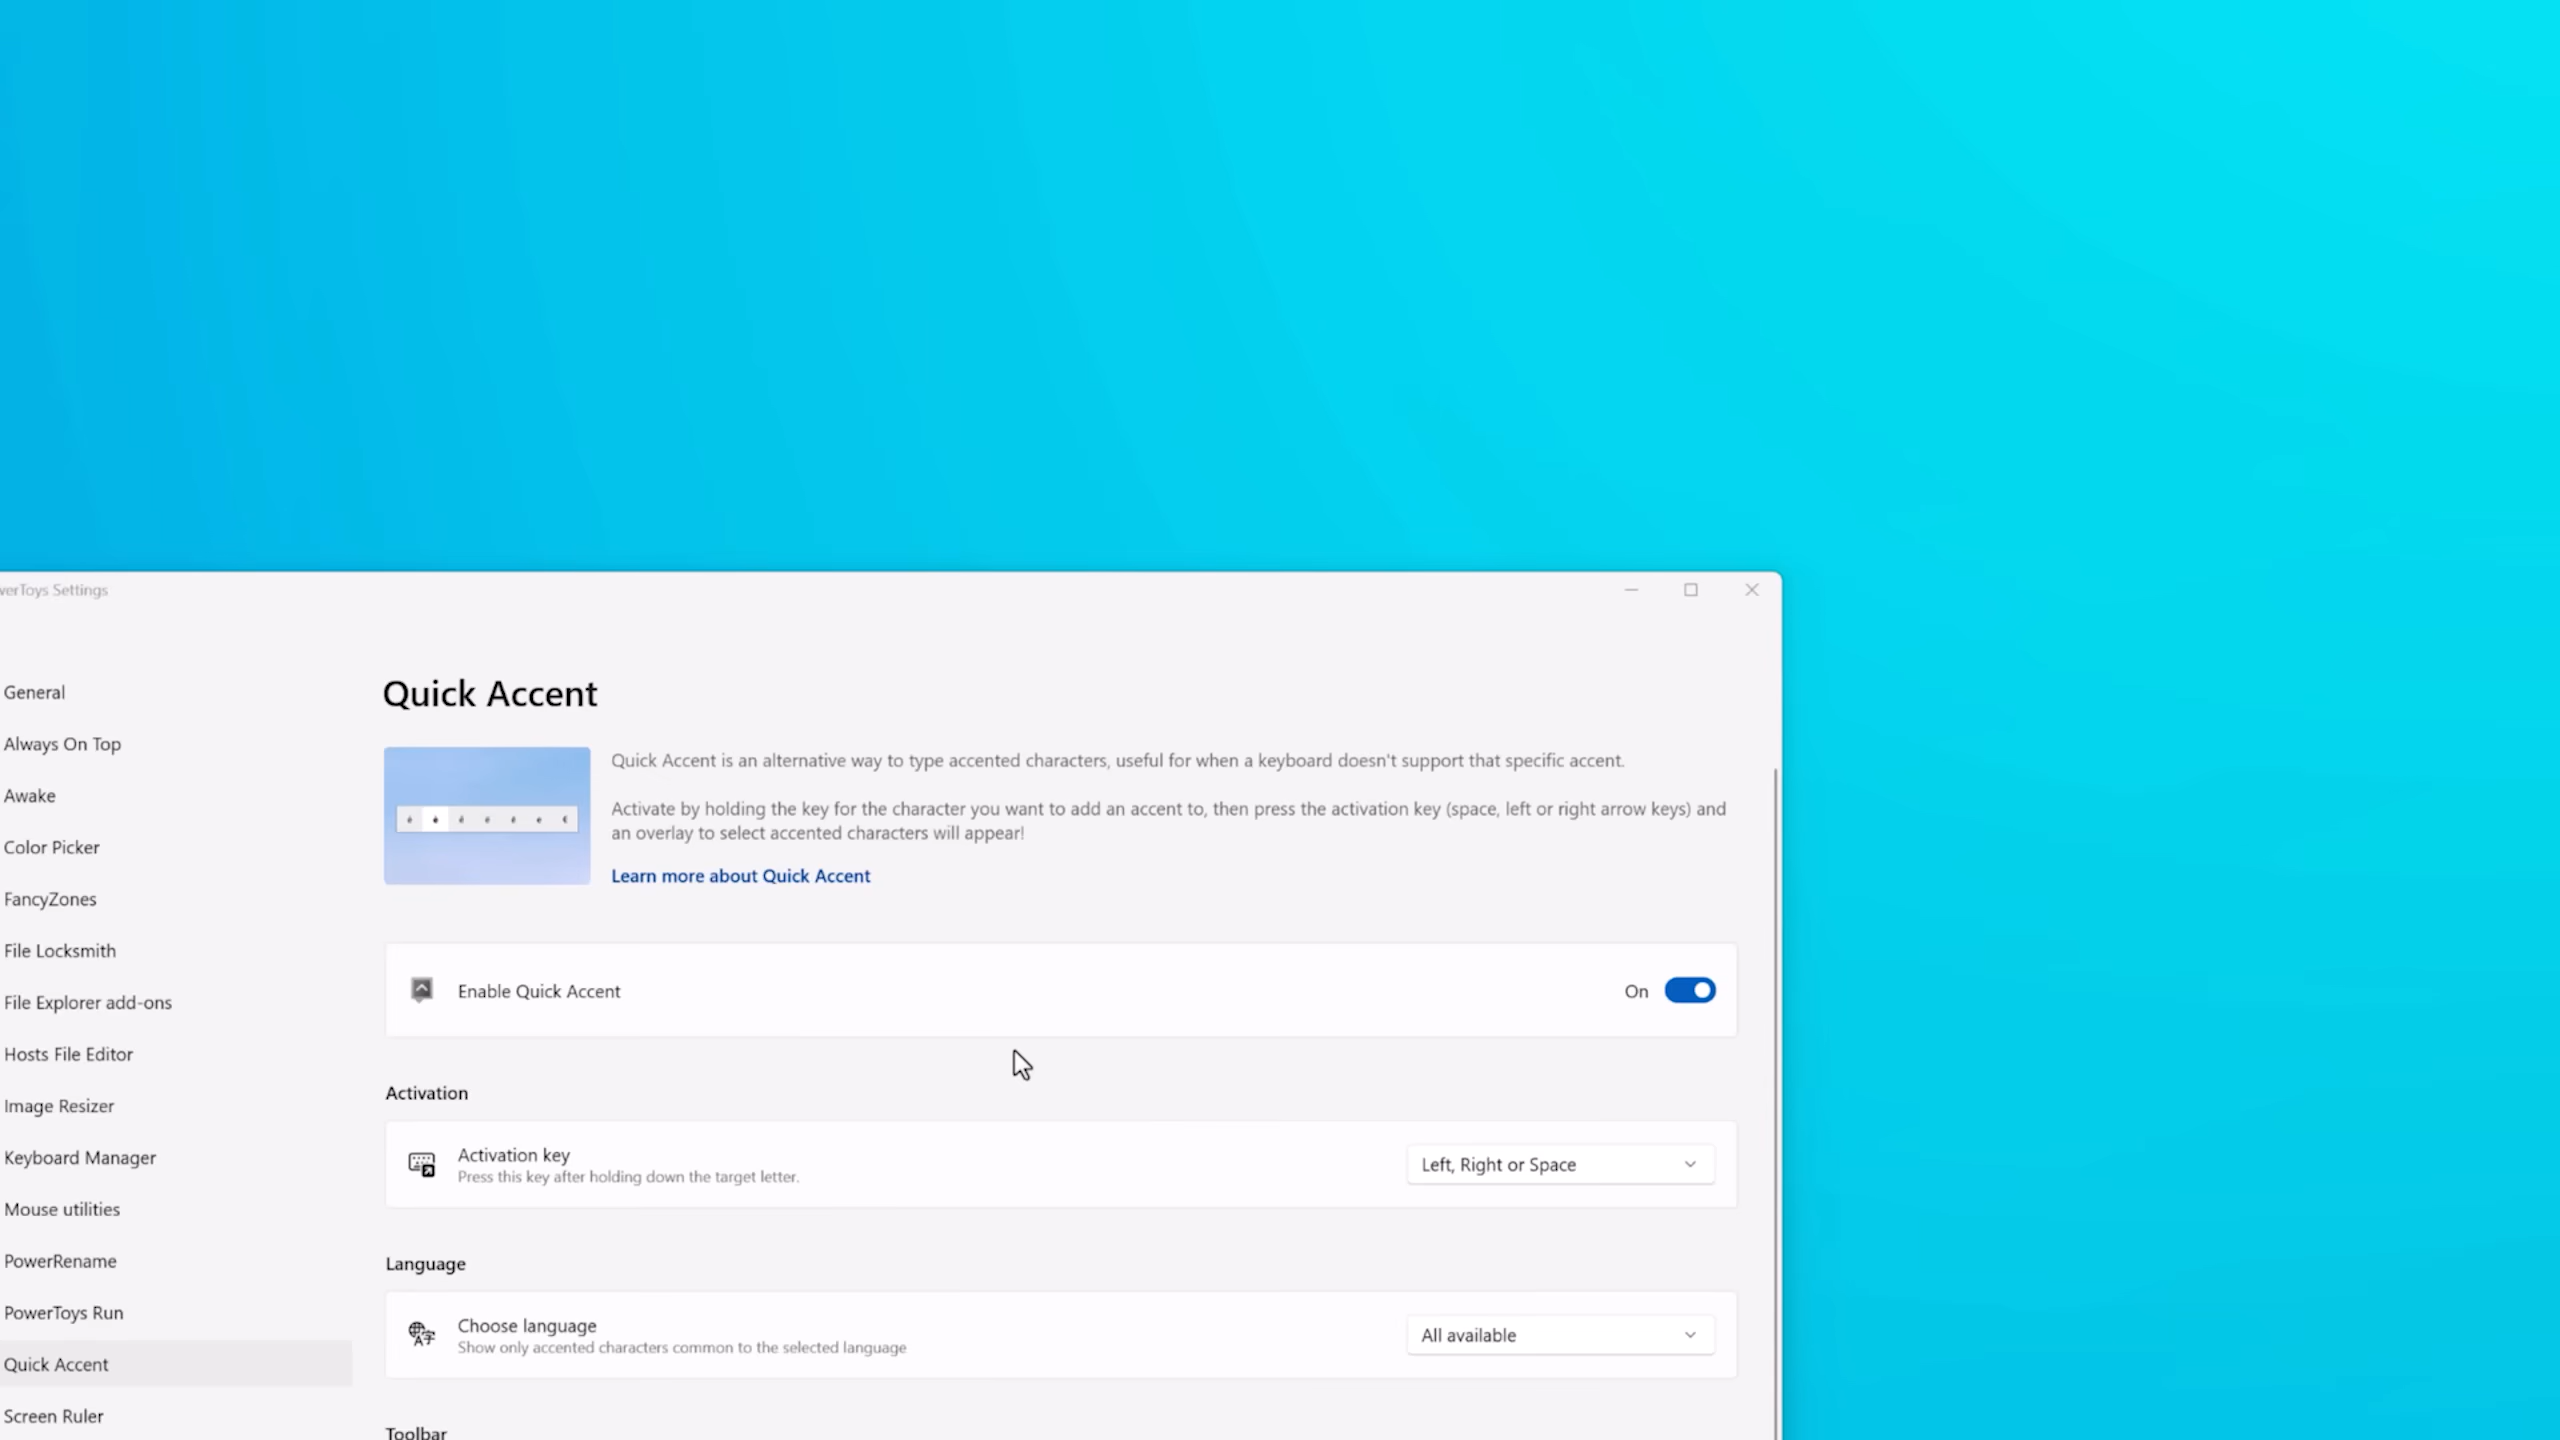 Settings
General
Always On Top
Awake
Color Picker
FancyZones
File Locksmith
File Explorer add-ons
Hosts File Editor
Image Resizer
Keyboard Manager
Mouse utilities
PowerRename
PowerToys Run
Quick Accent
Screen Ruler
Quick Accent
Quick Accent is an alternative way to type accented characters, useful for when a keyboard doesn't support that specific accent.
Activate by holding the key for the character you want to add an accent to, then press the activation key (space, left or right arrow keys) and
an overlay to select accented characters will appear!
Learn more about Quick Accent
Enable Quick Accent
On
Activation
Activation key
Press this key after holding down the target letter.
Left, Right or Space
Language
Choose language
Show only accented characters common to the selected language
All available
Toolbar